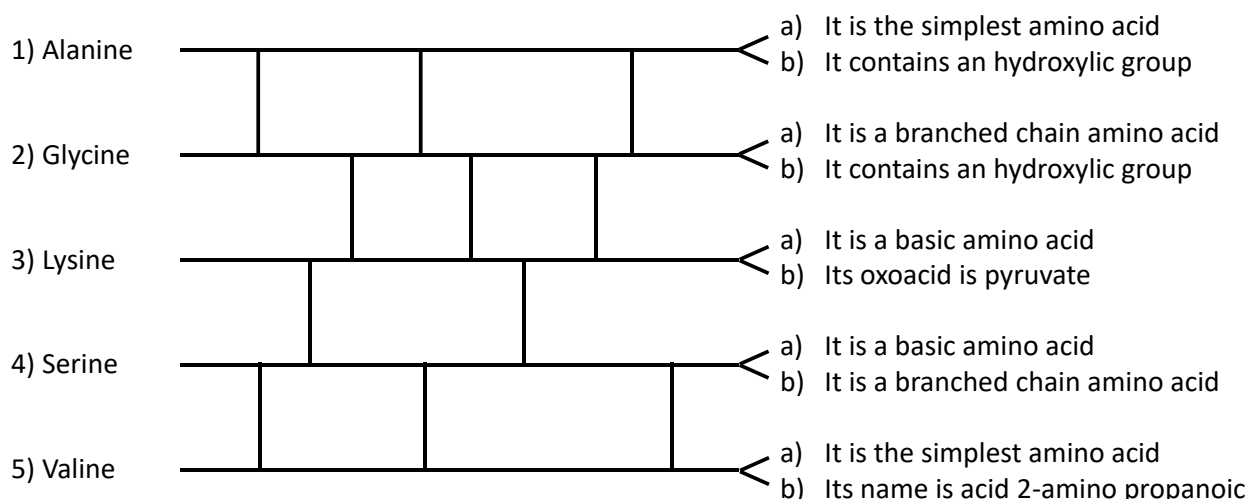 1) Alanine
a) It is the simplest amino acid
b) It contains an hydroxylic group
2) Glycine
a) It is a branched chain amino acid
b) It contains an hydroxylic group
3) Lysine
a) It is a basic amino acid
b) Its oxoacid is pyruvate
4) Serine
a) It is a basic amino acid
b) It is a branched chain amino acid
5) Valine
a) It is the simplest amino acid
b) Its name is acid 2-amino propanoic